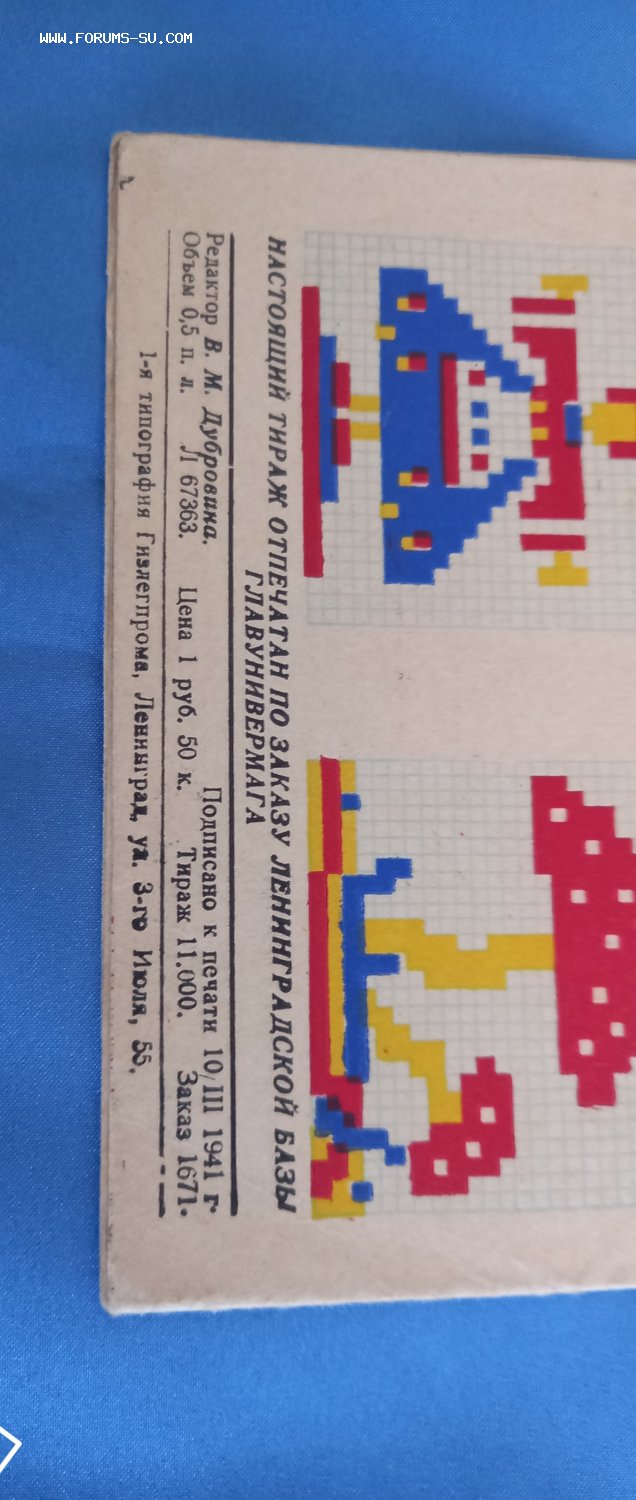 WWW.FORUMS-SU.COM
НАСТОЯЩИЙ ТИРАЖ ОТПЕЧАТАН ПО ЗАКАЗУ ЛЕНИНГРАДСКОЙ БАЗЫ
ГЛАВУНИВЕРМАГА
Редактор В. М. Дубровина. Подписано к печати 10/III 1941 г.
Объем 0,5 п. л. Л 67363. Цена 1 руб. 50 к. Тираж 11.000. Заказ 1671.
1-я типография Гизлегпрома, Ленинград, ул. 3-го Июля, 55.